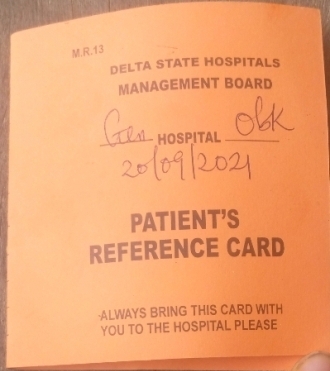 M.R.13
DELTA STATE HOSPITALS
MANAGEMENT BOARD
Gen HOSPITAL Obk
20/09/2021
PATIENT'S
REFERENCE CARD
ALWAYS BRING THIS CARD WITH
YOU TO THE HOSPITAL PLEASE